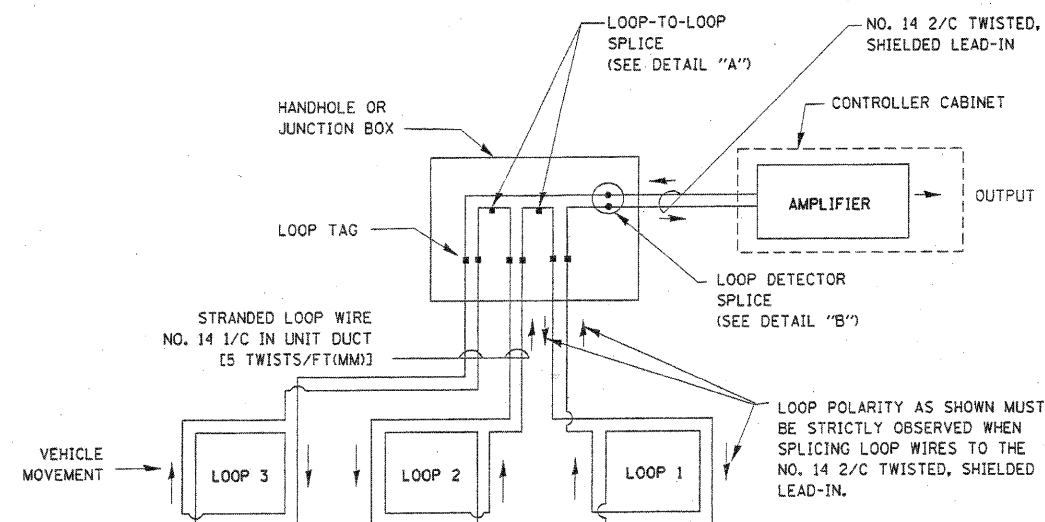 LOOP-TO-LOOP
SPLICE
(SEE DETAIL "A")
NO. 14 2/C TWISTED,
SHIELDED LEAD-IN
HANDHOLE OR
JUNCTION BOX
CONTROLLER CABINET
AMPLIFIER
OUTPUT
LOOP TAG
LOOP DETECTOR
SPLICE
(SEE DETAIL "B")
STRANDED LOOP WIRE
NO. 14 1/C IN UNIT DUCT
[5 TWISTS/FT(MM)]
LOOP POLARITY AS SHOWN MUST
BE STRICTLY OBSERVED WHEN
SPLICING LOOP WIRES TO THE
NO. 14 2/C TWISTED, SHIELDED
LEAD-IN.
VEHICLE
MOVEMENT
LOOP 3
LOOP 2
LOOP 1